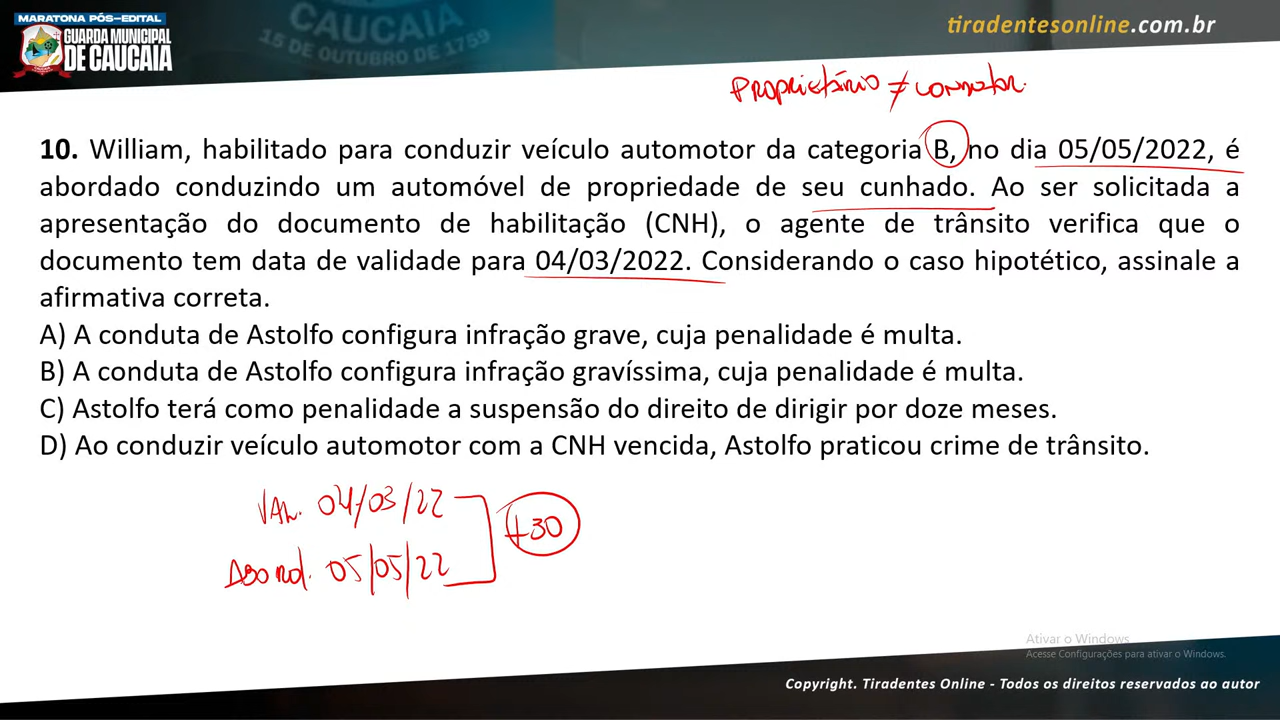 MARATONA PÓS-EDITAL
GUARDA MUNICIPAL
DE CAUCAIA
CAUCAIA
15 DE OUTUBRO DE 1759
tiradentesonline.com.br
Proprietário ≠ condutor.
10. William, habilitado para conduzir veículo automotor da categoria B, no dia 05/05/2022, é
abordado conduzindo um automóvel de propriedade de seu cunhado. Ao ser solicitada a
apresentação do documento de habilitação (CNH), o agente de trânsito verifica que o
documento tem data de validade para 04/03/2022. Considerando o caso hipotético, assinale a
afirmativa correta.
A) A conduta de Astolfo configura infração grave, cuja penalidade é multa.
B) A conduta de Astolfo configura infração gravíssima, cuja penalidade é multa.
C) Astolfo terá como penalidade a suspensão do direito de dirigir por doze meses.
D) Ao conduzir veículo automotor com a CNH vencida, Astolfo praticou crime de trânsito.
VAL. 04/03/22
+30
Abord. 05/05/22
Ativar o Windows
Acesse Configurações para ativar o Windows.
Copyright. Tiradentes Online - Todos os direitos reservados ao autor